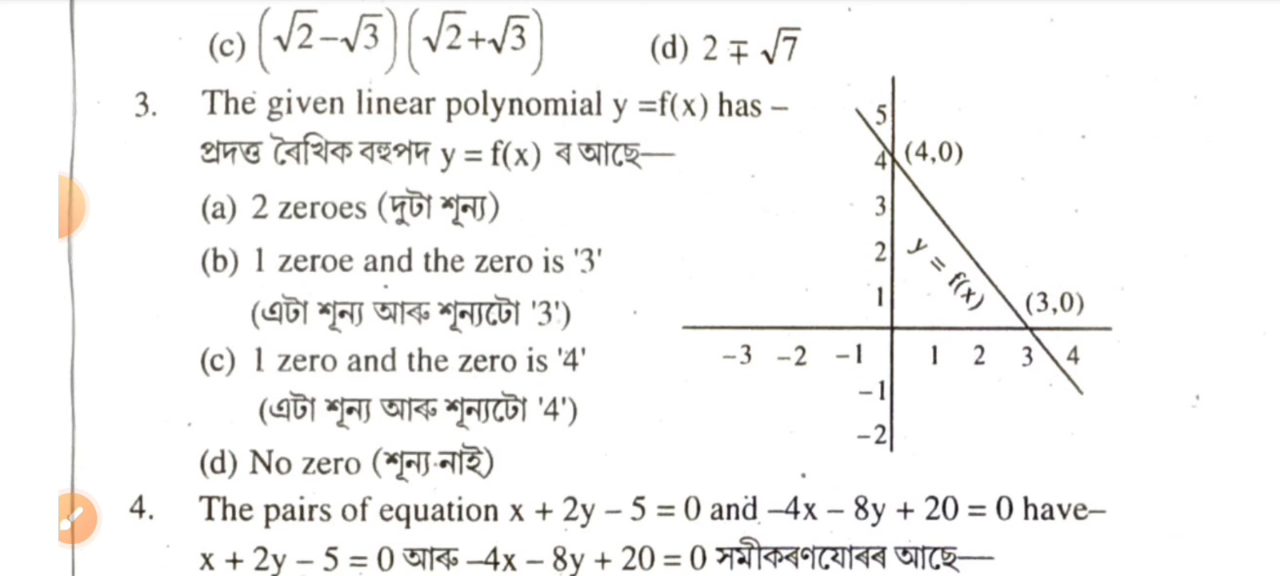 (c) (√2−√3)(√2+√3) (d) 2 ∓ √7
3. The given linear polynomial y =f(x) has –
প্ৰদত্ত ৰৈখিক বহুপদ y = f(x) ৰ আছে—
(a) 2 zeroes (দুটা শূন্য)
(b) 1 zeroe and the zero is '3'
(এটা শূন্য আৰু শূন্যটো '3')
(c) 1 zero and the zero is '4'
(এটা শূন্য আৰু শূন্যটো '4')
(d) No zero (শূন্য নাই)
5
4 (4,0)
3
2
1
y = f(x)
(3,0)
−3 −2 −1 1 2 3 4
−1
−2
4. The pairs of equation x + 2y – 5 = 0 and –4x – 8y + 20 = 0 have–
x + 2y – 5 = 0 আৰু –4x – 8y + 20 = 0 সমীকৰণযোৰৰ আছে—